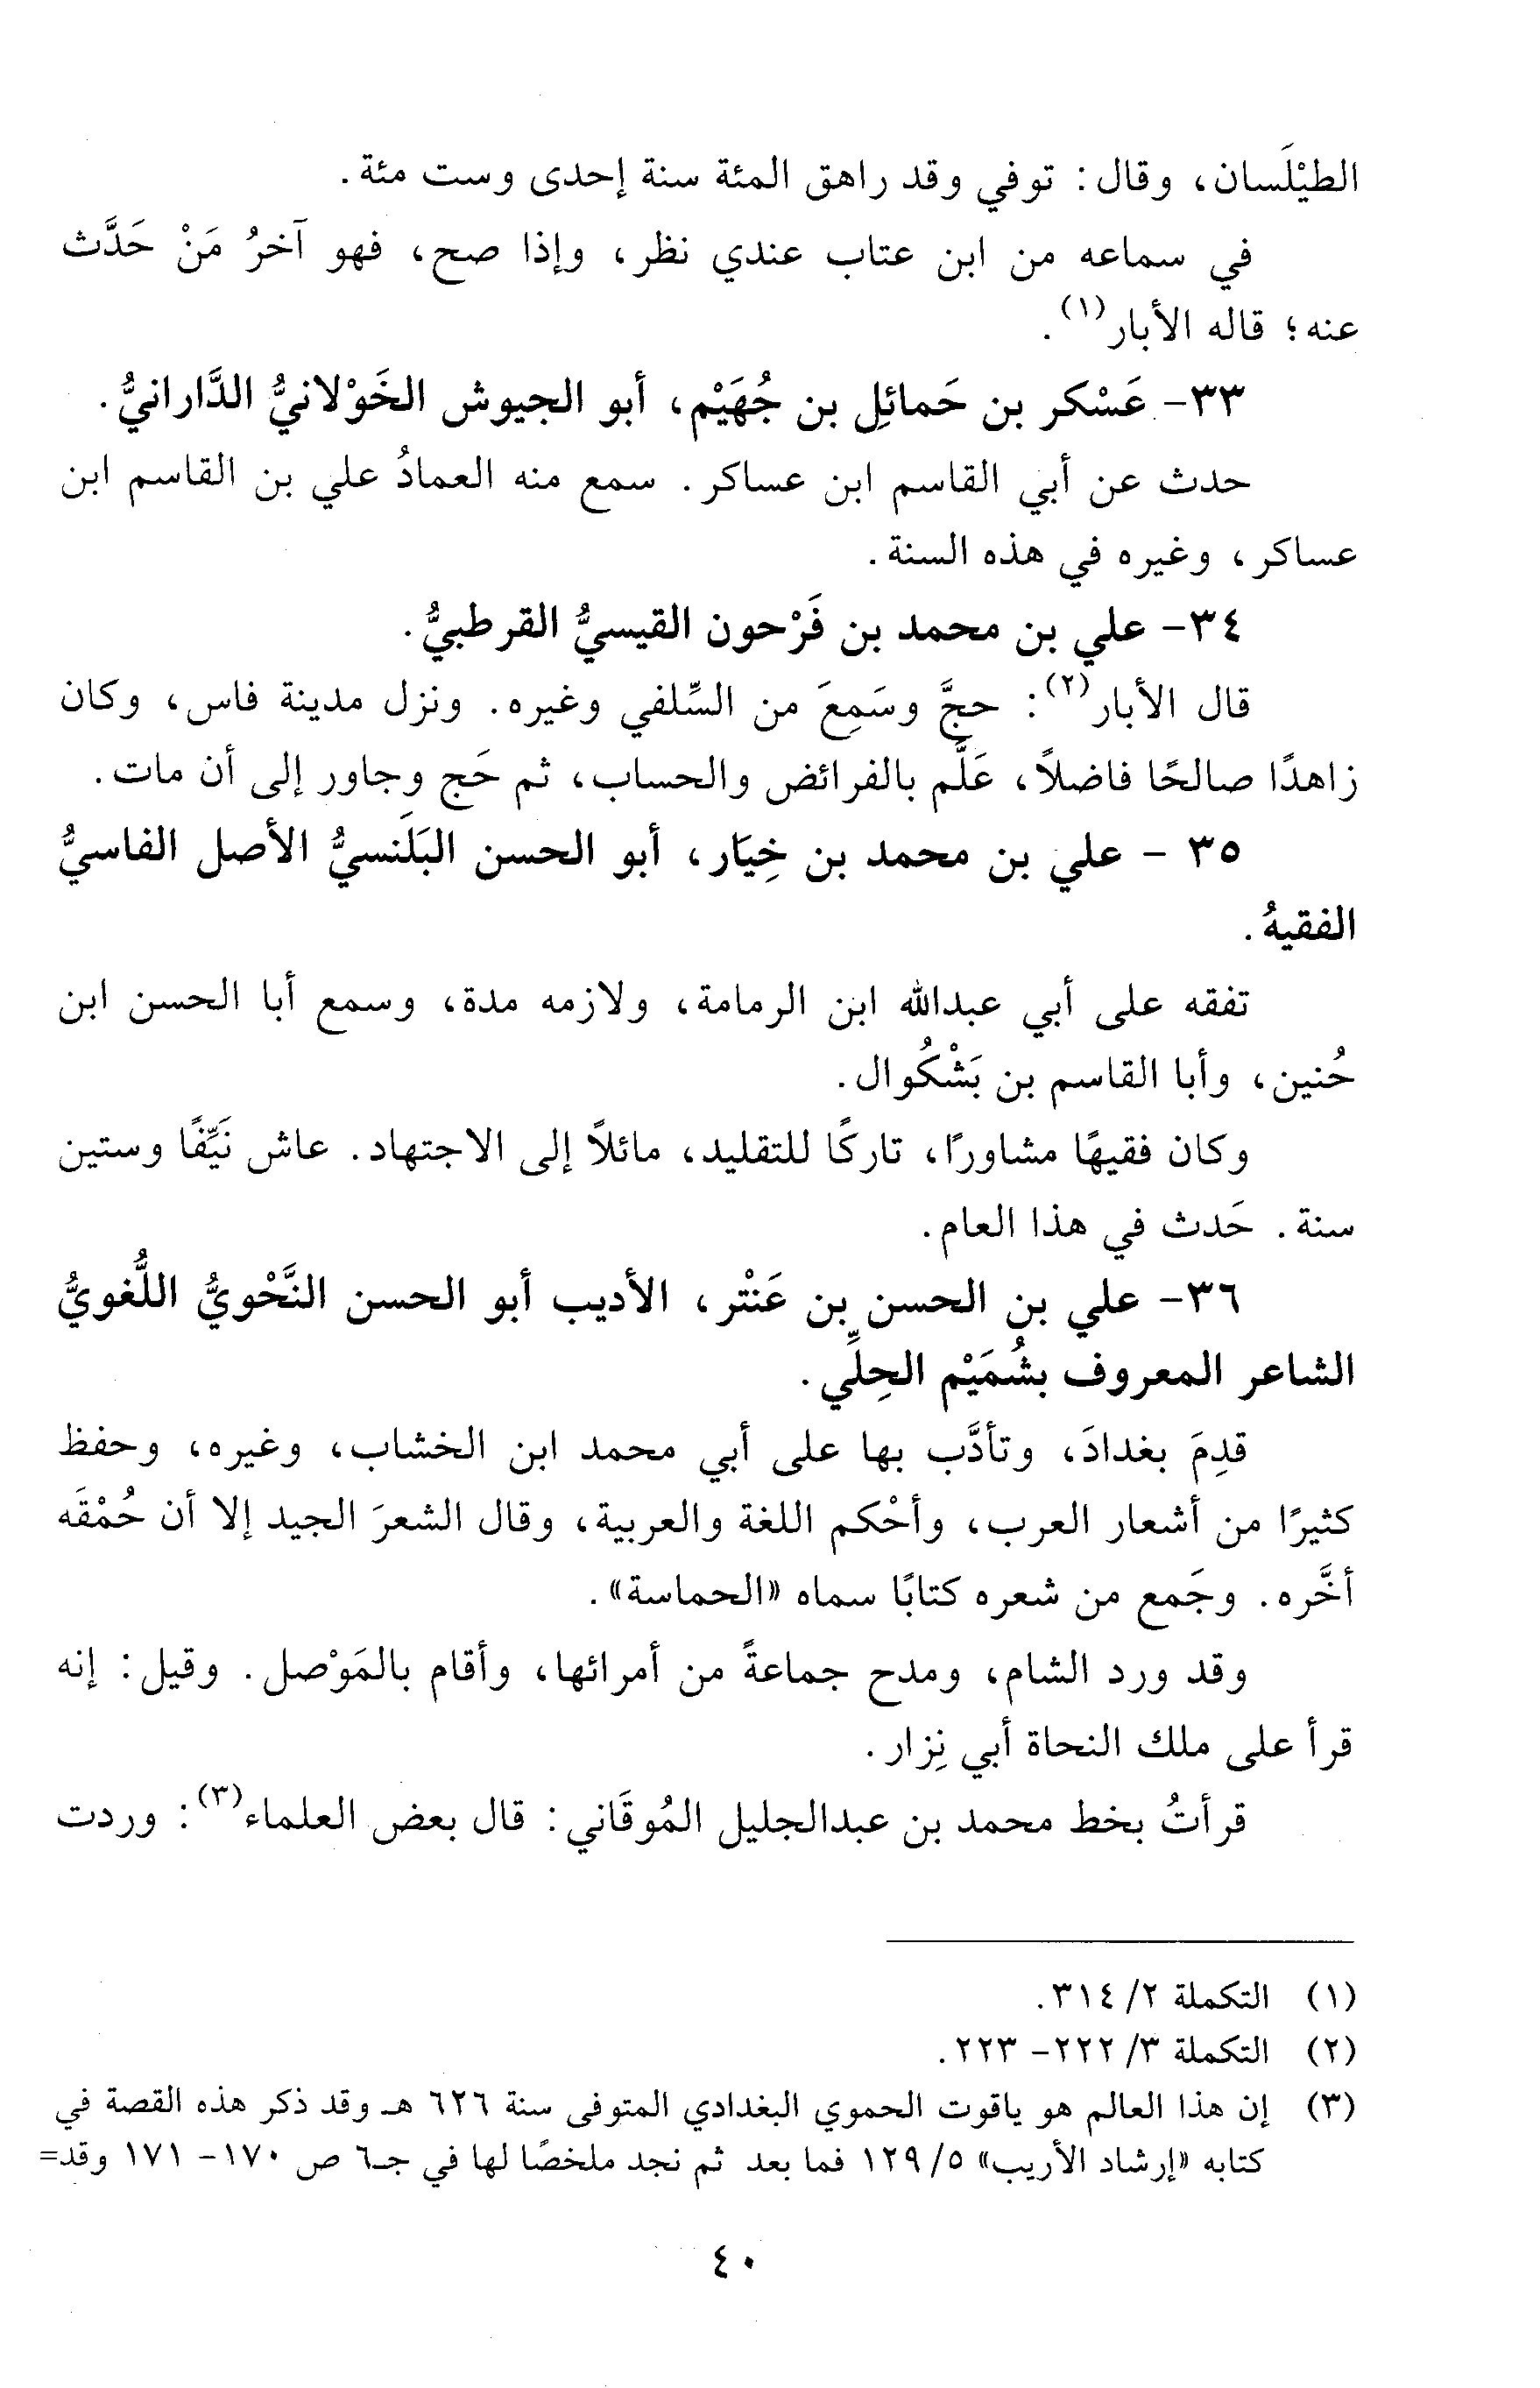 الطيْلَسان، وقال: توفي وقد راهق المئة سنة إحدى وست مئة.
في سماعه من ابن عتاب عندي نظر، وإذا صح، فهو آخرُ مَنْ حَدَّث
عنه؛ قاله الأبار(١).
٣٣- عَسْكر بن حَمائل بن جُهَيْم، أبو الجيوش الخَوْلانيُّ الدَّارانيُّ.
حدث عن أبي القاسم ابن عساكر. سمع منه العمادُ علي بن القاسم ابن
عساكر، وغيره في هذه السنة.
٣٤- علي بن محمد بن فَرْحون القيسيُّ القرطبيُّ.
قال الأبار(٢): حجَّ وسَمِعَ من السِّلفي وغيره. ونزل مدينة فاس، وكان
زاهدًا صالحًا فاضلاً، عَلَّم بالفرائض والحساب، ثم حَج وجاور إلى أن مات.
٣٥ - علي بن محمد بن خِيَار، أبو الحسن البَلَنسيُّ الأصل الفاسيُّ
الفقيهُ.
تفقه على أبي عبدالله ابن الرمامة، ولازمه مدة، وسمع أبا الحسن ابن
حُنين، وأبا القاسم بن بَشْكُوال.
وكان فقيهًا مشاورًا، تاركًا للتقليد، مائلاً إلى الاجتهاد. عاش نَيِّفًا وستين
سنة. حَدث في هذا العام.
٣٦- علي بن الحسن بن عَنْتر، الأديب أبو الحسن النَّحْويُّ اللُّغويُّ
الشاعر المعروف بشُمَيْم الحِلِّي.
قدِمَ بغدادَ، وتأدَّب بها على أبي محمد ابن الخشاب، وغيره، وحفظ
كثيرًا من أشعار العرب، وأحْكم اللغة والعربية، وقال الشعرَ الجيد إلا أن حُمْقَه
أخَّره. وجَمع من شعره كتابًا سماه «الحماسة».
وقد ورد الشام، ومدح جماعةً من أمرائها، وأقام بالمَوْصل. وقيل: إنه
قرأ على ملك النحاة أبي نِزار.
قرأتُ بخط محمد بن عبدالجليل المُوقَاني: قال بعض العلماء(٣): وردت
(١) التكملة ٢/ ٣١٤.
(٢) التكملة ٣/ ٢٢٢- ٢٢٣.
(٣) إن هذا العالم هو ياقوت الحموي البغدادي المتوفى سنة ٦٢٦ هـ وقد ذكر هذه القصة في
كتابه «إرشاد الأريب» ٥/ ١٢٩ فما بعد ثم نجد ملخصًا لها في جـ٦ ص ١٧٠- ١٧١ وقد=
٤٠